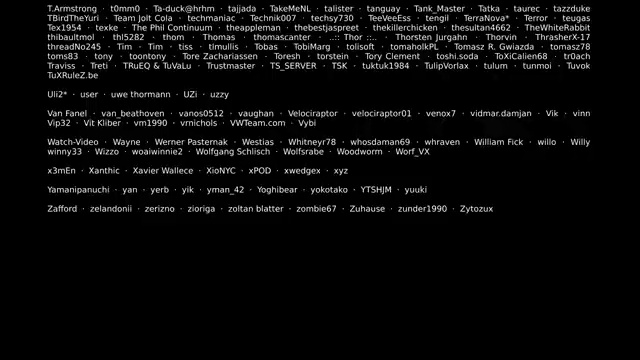 T.Armstrong · t0mm0 · Ta-duck@hrhm · tajjada · TakeMeNL · talister · tanguay · Tank_Master · Tatka · taurec · tazzduke
TBirdTheYuri · Team Jolt Cola · techmaniac · Technik007 · techsy730 · TeeVeeEss · tengil · TerraNova* · Terror · teugas
Tex1954 · texke · The Phil Continuum · theappleman · thebestjaspreet · thekillerchicken · thesultan4662 · TheWhiteRabbit
thibaultmol · thl528Z · thom · Thomas · thomascanter · ..:: Thor ::.. · Thorsten Jurgahn · Thorvin · ThrasherX-17
threadNo245 · Tim · Tim · tiss · tlmullis · Tobas · TobiMarg · tolisoft · tomaholkPL · Tomasz R. Gwiazda · tomasz78
toms83 · tony · toontony · Tore Zachariassen · Toresh · torstein · Tory Clement · toshi.soda · ToXiCalien68 · tr0ach
Traviss · Treti · TRuEQ & TuVaLu · Trustmaster · TS_SERVER · TSK · tuktuk1984 · TulipVorlax · tulum · tunmoi · Tuvok
TuXRuleZ.be
Uli2* · user · uwe thormann · UZi · uzzy
Van Fanel · van_beathoven · vanos0512 · vaughan · Velociraptor · velociraptor01 · venox7 · vidmar.damjan · Vik · vinn
Vip32 · Vit Kliber · vm1990 · vmichols · VWTeam.com · Vybi
Watch-Video · Wayne · Werner Pasternak · Westias · Whitneyr78 · whosdaman69 · whraven · William Fick · willo · Willy
winny33 · Wizzo · woaiwinnie2 · Wolfgang Schlisch · Wolfsrabe · Woodworm · Worf_VX
x3mEn · Xanthic · Xavier Wallece · XioNYC · xPOD · xwedgex · xyz
Yamanipanuchi · yan · yerb · yik · yman_42 · Yoghibear · yokotako · YTSHJM · yuuki
Zafford · zelandonii · zerizno · zioriga · zoltan blatter · zombie67 · Zuhause · zunder1990 · Zytozux